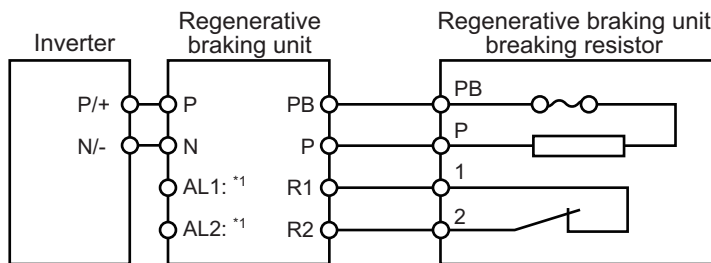 Inverter
Regenerative
braking unit
Regenerative braking unit
breaking resistor
P/+
P
PB
PB
N/-
N
P
P
AL1: *1
R1
1
AL2: *1
R2
2